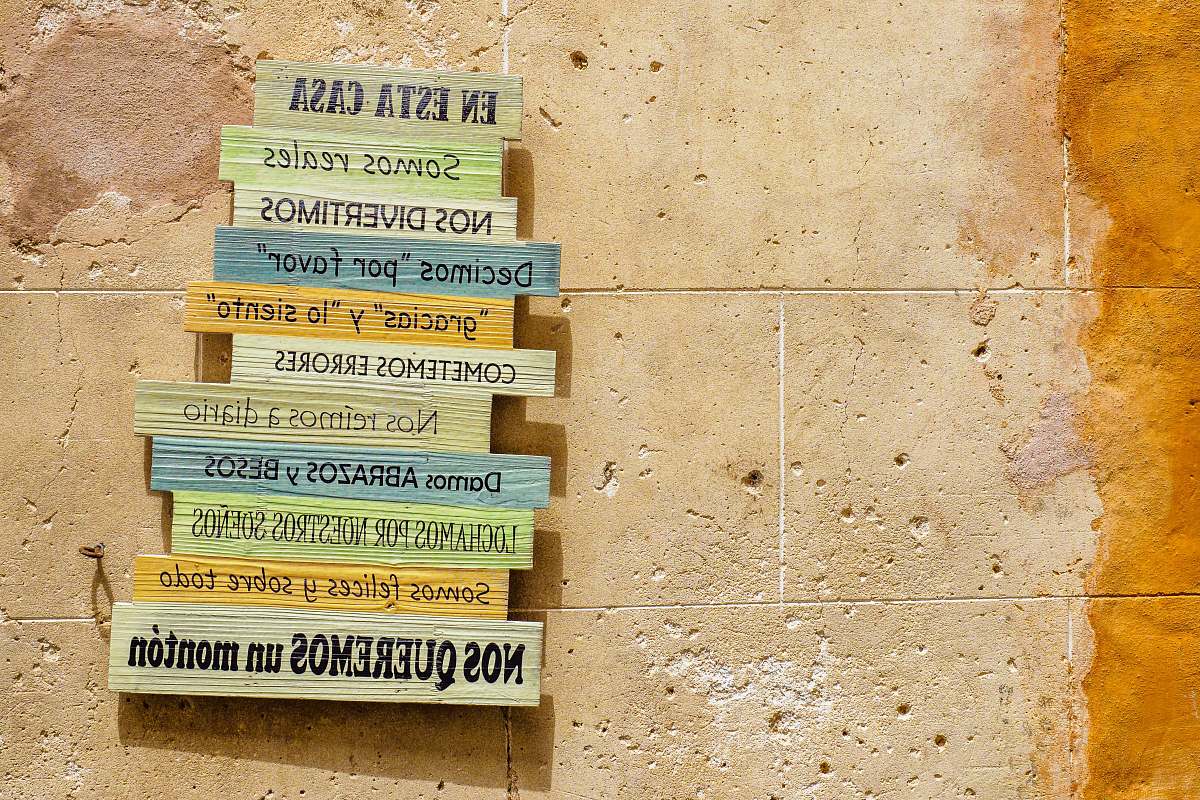 EN ESTA CASA
Somos reales
NOS DIVERTIMOS
Decimos "por favor"
"gracias" y "lo siento"
COMETEMOS ERRORES
Nos reímos a diario
Damos ABRAZOS y BESOS
LUCHAMOS POR NUESTROS SUEÑOS
Somos felices y sobre todo
NOS QUEREMOS un montón